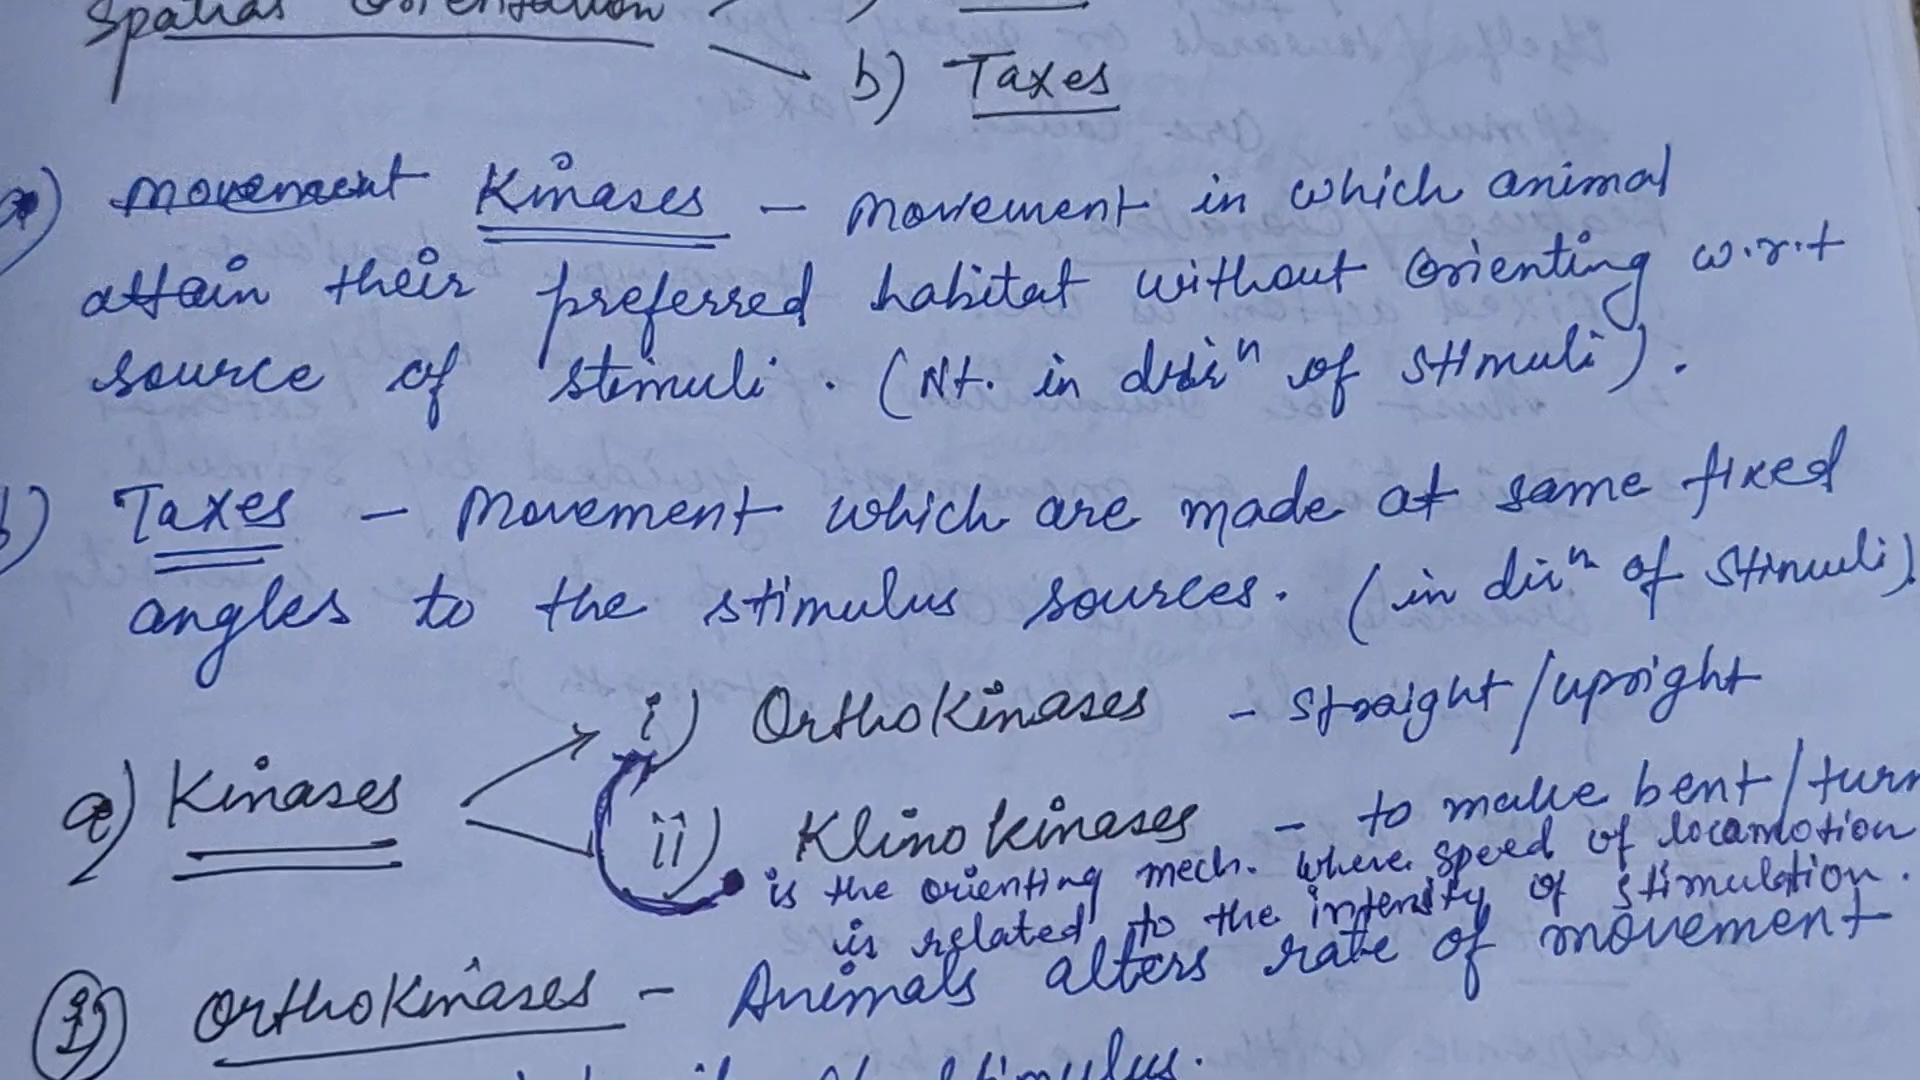 Spatial Orientation
b) Taxes
a) movement Kinases - Movement in which animal
attain their preferred habitat without orienting w.r.t
source of stimuli. (Nt. in dirⁿ of stimuli).
b) Taxes - Movement which are made at same fixed
angles to the stimulus sources. (in dirⁿ of stimuli)
i) Orthokinases - straight/upright
a) Kinases
ii) Klinokinases - to make bent/turn
is the orienting mech. where speed of locomotion
is related to the intensity of stimulation.
i) Orthokinases - Animals alters rate of movement
stimulus.